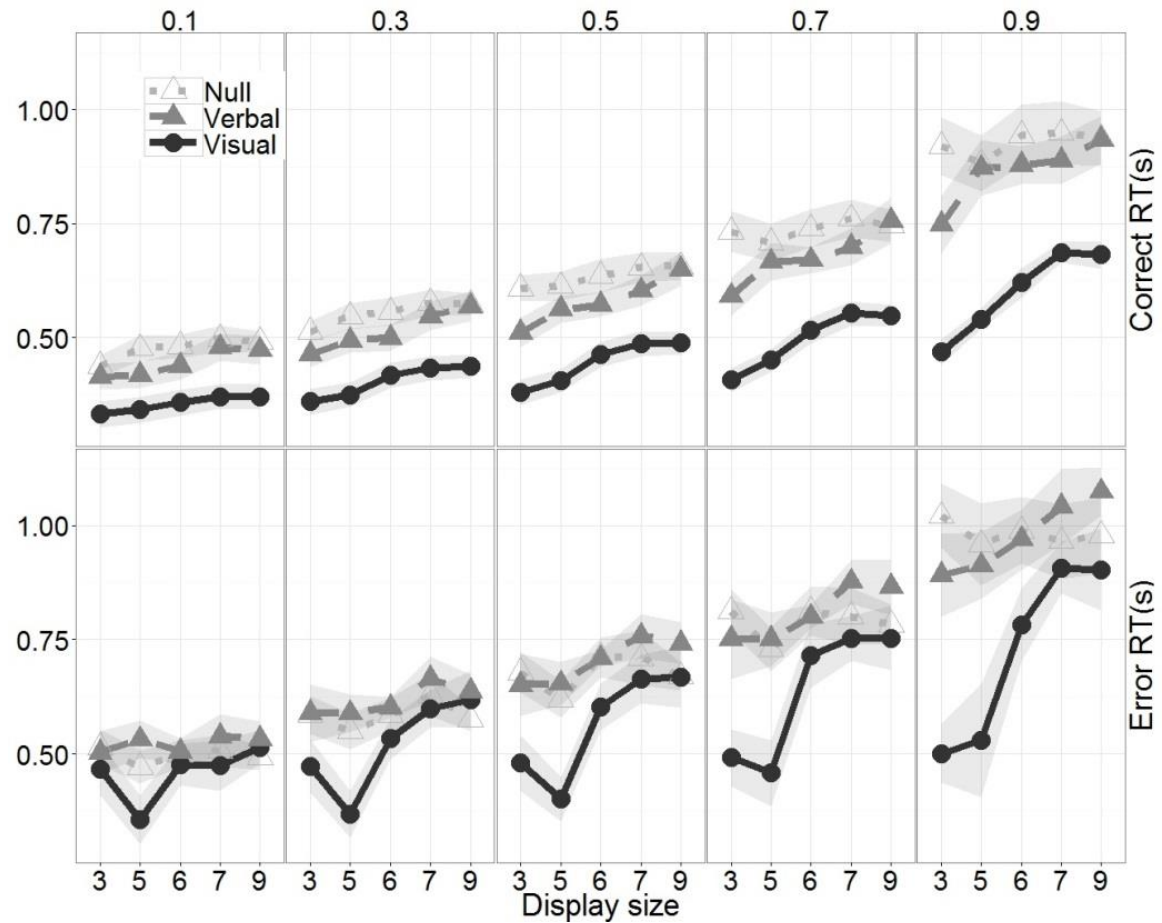 0.1 0.3 0.5 0.7 0.9
Null
Verbal
Visual
1.00
0.75
0.50
Correct RT(s)
1.00
0.75
0.50
Error RT(s)
3 5 6 7 9 3 5 6 7 9 3 5 6 7 9 3 5 6 7 9 3 5 6 7 9
Display size